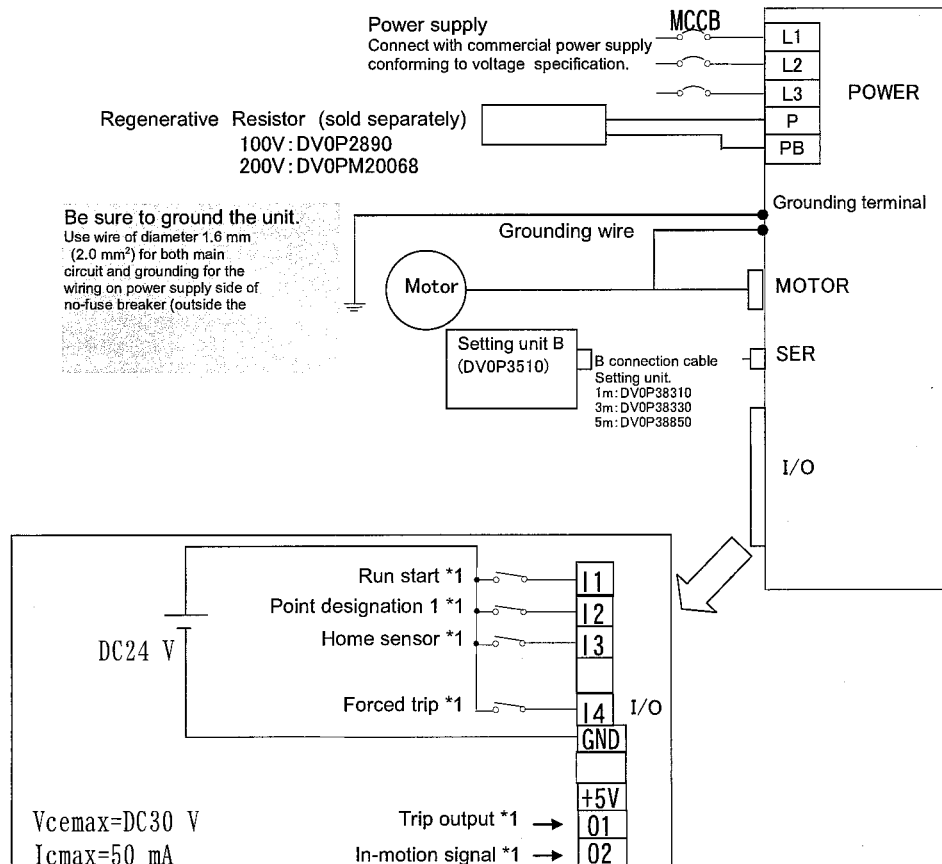 Power supply
Connect with commercial power supply
conforming to voltage specification.
MCCB
L1
L2
L3
P
PB
POWER
Regenerative Resistor (sold separately)
100V:DV0P2890
200V:DV0PM20068
Be sure to ground the unit.
Use wire of diameter 1.6 mm
(2.0 mm²) for both main
circuit and grounding for the
wiring on power supply side of
no-fuse breaker (outside the
Grounding terminal
Grounding wire
Motor
MOTOR
Setting unit B
(DV0P3510)
B connection cable
Setting unit.
1m:DV0P38310
3m:DV0P38330
5m:DV0P38850
SER
I/O
DC24 V
Run start *1
I1
Point designation 1 *1
I2
Home sensor *1
I3
Forced trip *1
I4
I/O
GND
+5V
Vcemax=DC30 V
Icmax=50 mA
Trip output *1
O1
In-motion signal *1
O2